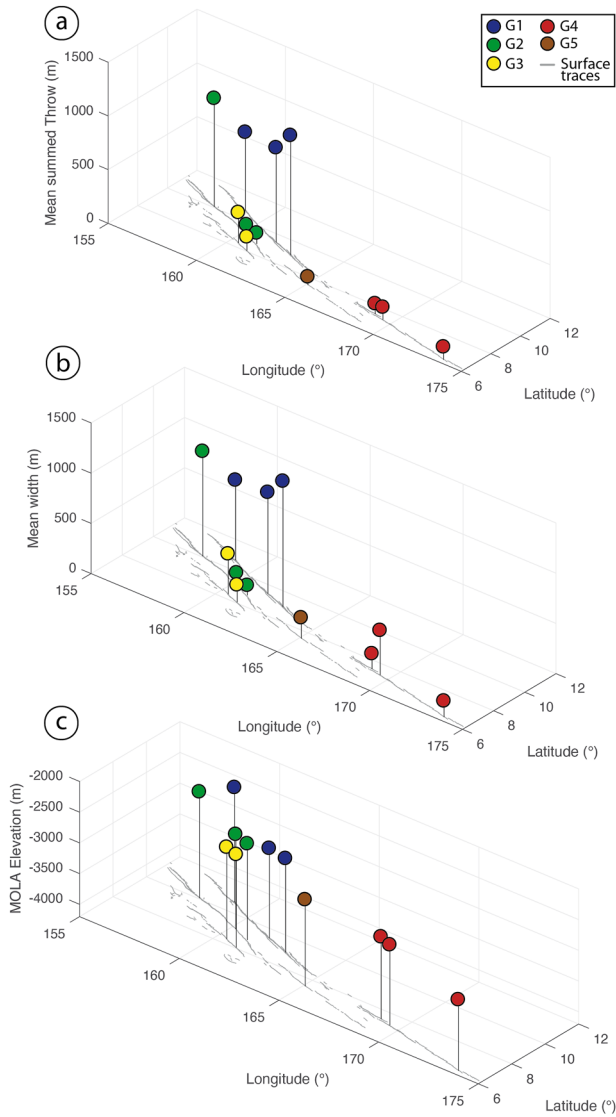 a
G1
G2
G3
G4
G5
Surface
traces
Mean summed Throw (m)
1500
1000
500
0
155
160
165
170
175
Longitude (°)
6
8
10
12
Latitude (°)
b
Mean width (m)
1500
1000
500
0
155
160
165
170
175
Longitude (°)
6
8
10
12
Latitude (°)
c
MOLA Elevation (m)
-2000
-2500
-3000
-3500
-4000
155
160
165
170
175
Longitude (°)
6
8
10
12
Latitude (°)